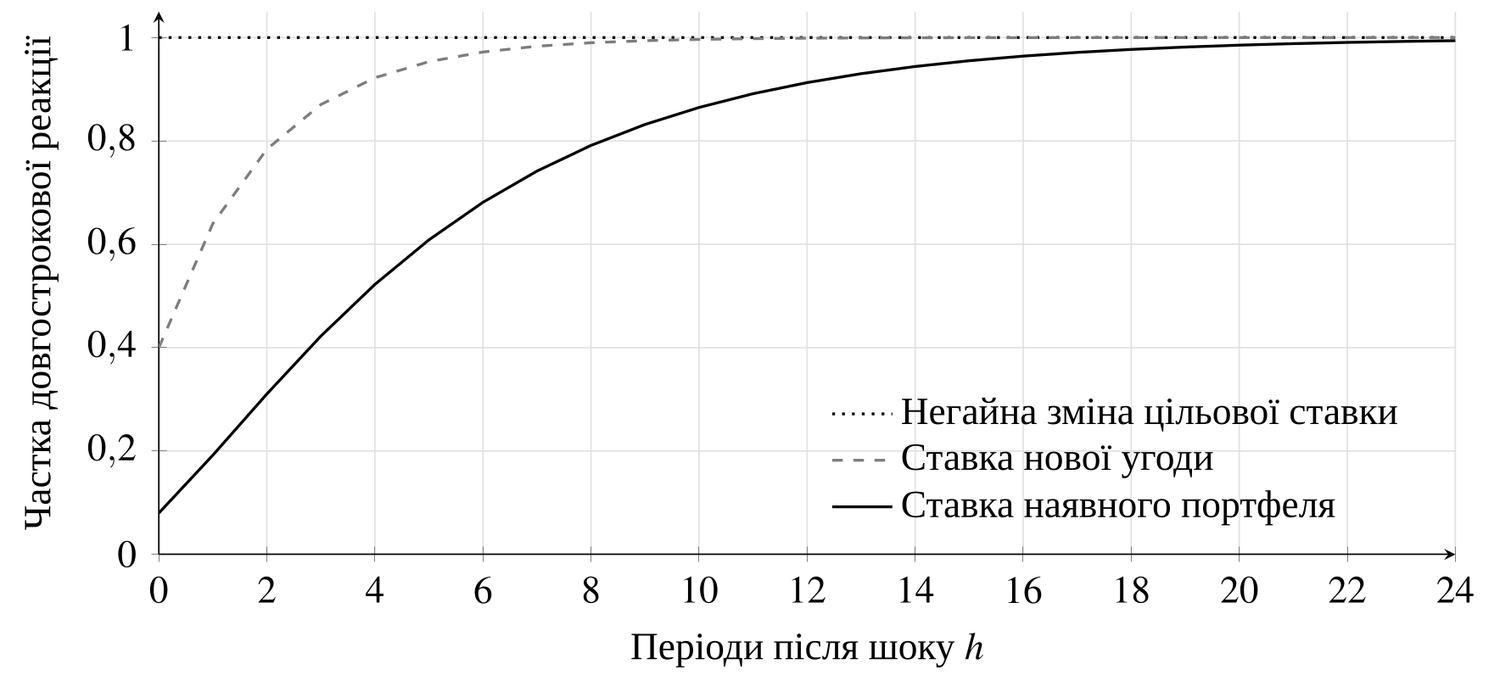 Частка довгострокової реакції
1
0,8
0,6
0,4
0,2
0
0 2 4 6 8 10 12 14 16 18 20 22 24
Періоди після шоку h
Негайна зміна цільової ставки
Ставка нової угоди
Ставка наявного портфеля